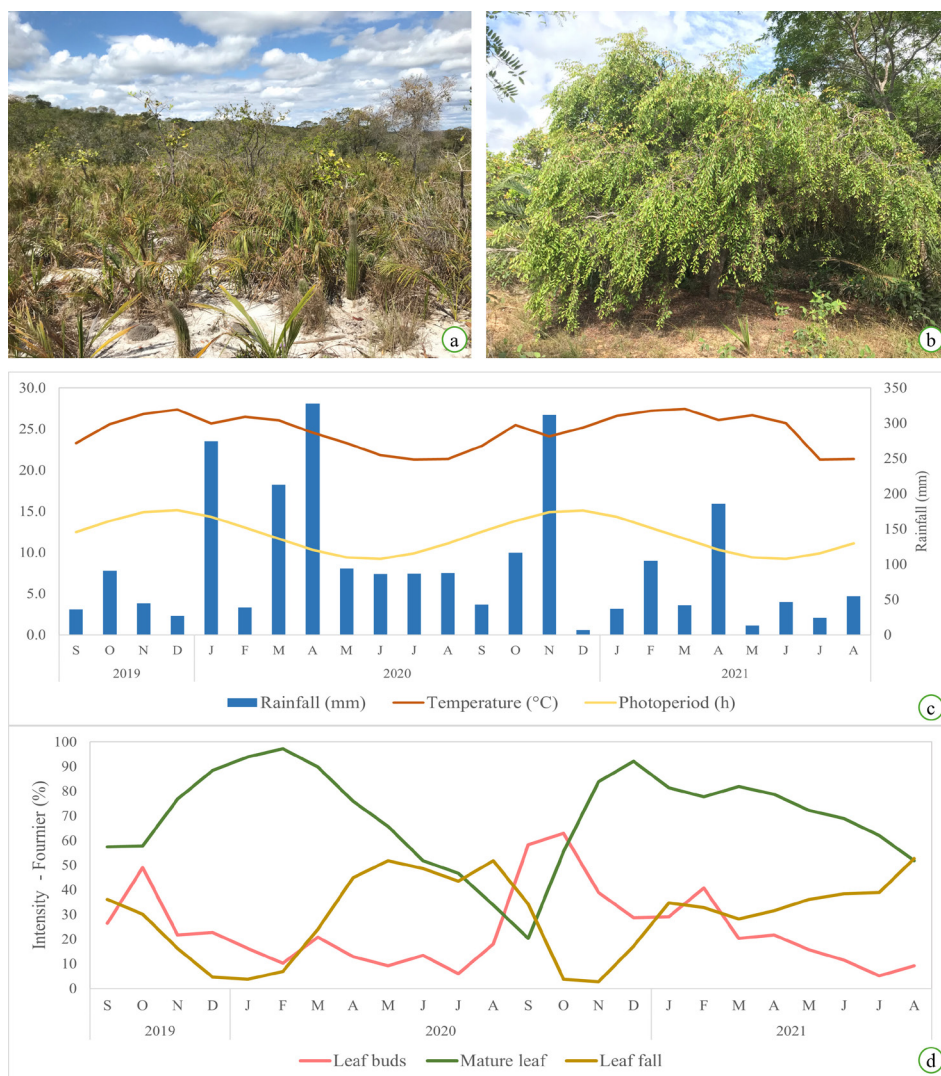 a
b
30.0
25.0
20.0
15.0
10.0
5.0
0.0
350
300
250
200
150
100
50
0
Rainfall (mm)
S O N D J F M A M J J A S O N D J F M A M J J A
2019 2020 2021
Rainfall (mm) Temperature (°C) Photoperiod (h)
c
100
90
80
70
60
50
40
30
20
10
0
Intensity - Fournier (%)
S O N D J F M A M J J A S O N D J F M A M J J A
2019 2020 2021
Leaf buds Mature leaf Leaf fall
d